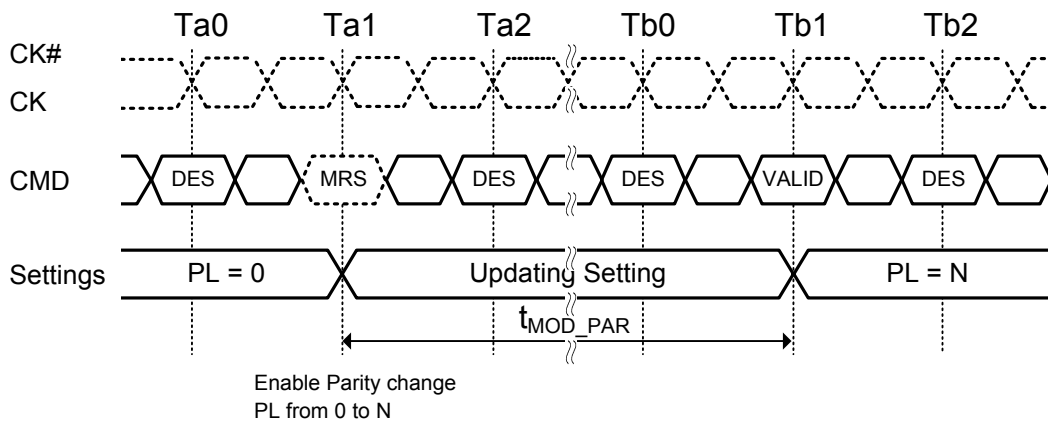 Ta0 Ta1 Ta2 Tb0 Tb1 Tb2
CK#
CK
CMD DES MRS DES DES VALID DES
Settings PL = 0 Updating Setting PL = N
tMOD_PAR
Enable Parity change
PL from 0 to N